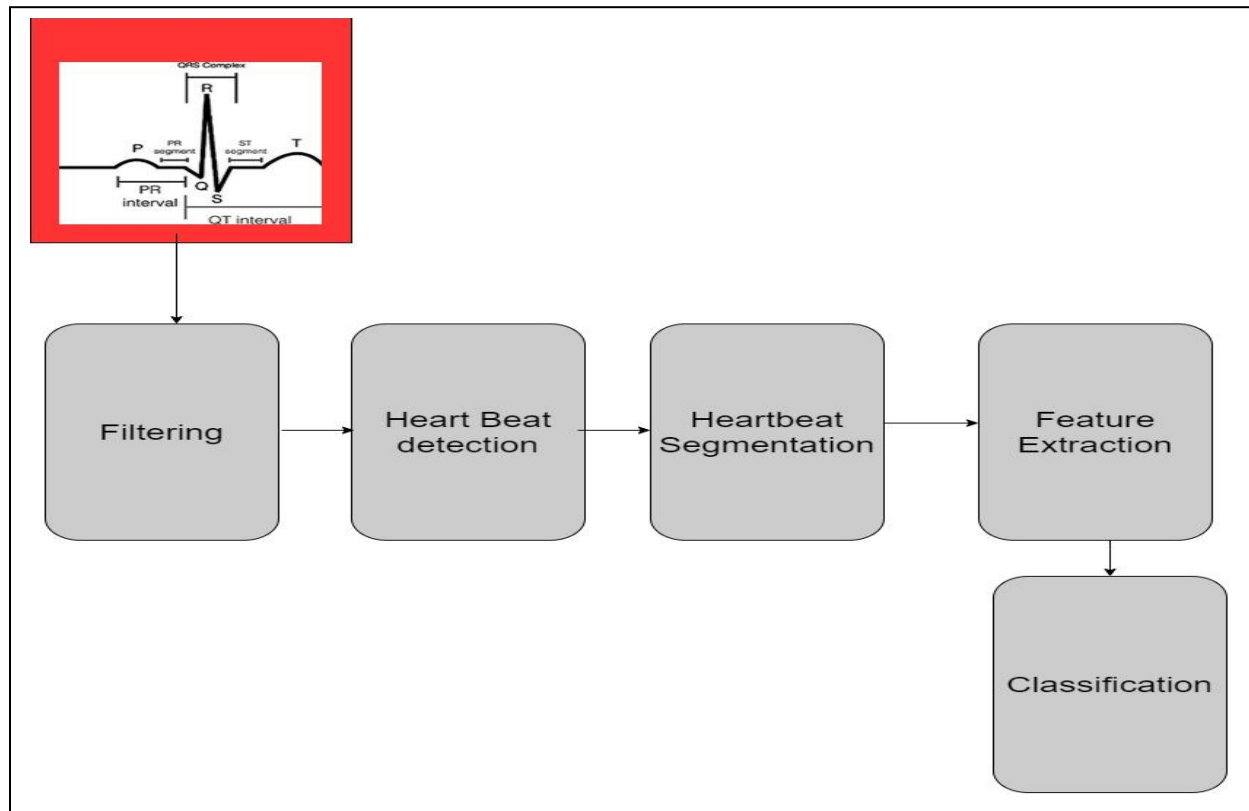 QRS Complex
R
P
PR
segment
ST
segment
T
Q
S
PR
interval
QT interval
Filtering
Heart Beat
detection
Heartbeat
Segmentation
Feature
Extraction
Classification